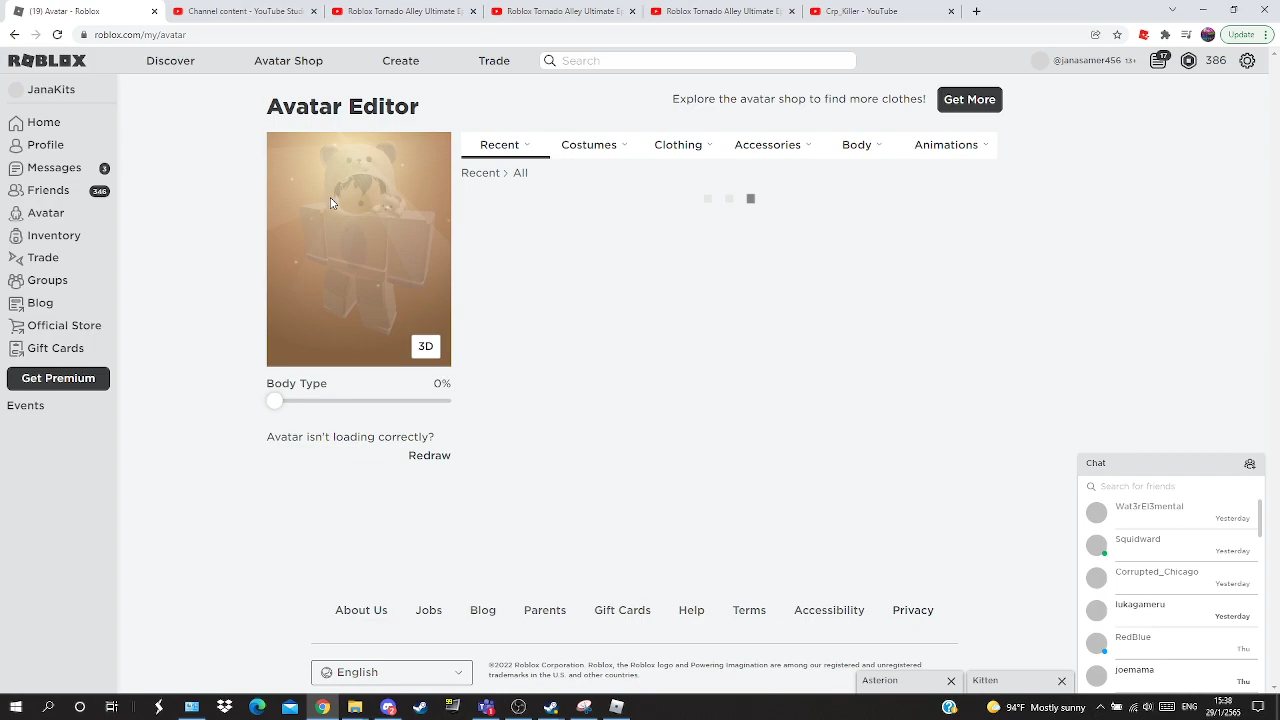 (19) Avatar - Roblox
Channel content - YouTube Studi
Roblox Tornado Alley Ultimate Ep
Roblox Tornado Alley Ultimate Ep
Roblox Tornado Alley Ultimate Ep
Crp_Killer - YouTube
roblox.com/my/avatar
Update
ROBLOX
Discover
Avatar Shop
Create
Trade
Search
@janasamer456 13+
17
386
JanaKits
Home
Profile
Messages
3
Friends
346
Avatar
Inventory
Trade
Groups
Blog
Official Store
Gift Cards
Get Premium
Events
Avatar Editor
Explore the avatar shop to find more clothes!
Get More
Recent
Costumes
Clothing
Accessories
Body
Animations
Recent > All
3D
Body Type
0%
Avatar isn't loading correctly?
Redraw
Chat
Search for friends
Wat3rEl3mental
Yesterday
Squidward
Yesterday
Corrupted_Chicago
Yesterday
lukagameru
Yesterday
RedBlue
Thu
joemama
Thu
About Us
Jobs
Blog
Parents
Gift Cards
Help
Terms
Accessibility
Privacy
English
©2022 Roblox Corporation. Roblox, the Roblox logo and Powering Imagination are among our registered and unregistered
trademarks in the U.S. and other countries.
Asterion
Kitten
94°F Mostly sunny
ENG
15:38
29/1/2565